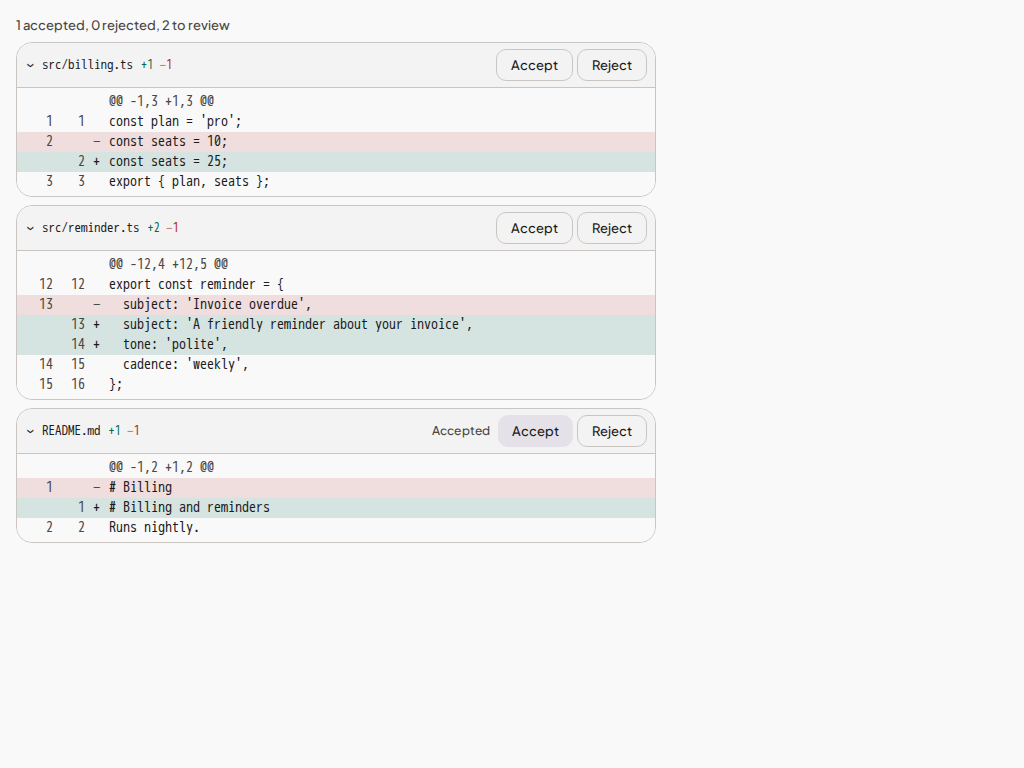 1 accepted, 0 rejected, 2 to review
src/billing.ts +1 −1 Accept Reject
@@ -1,3 +1,3 @@
1 1 const plan = 'pro';
2 − const seats = 10;
2 + const seats = 25;
3 3 export { plan, seats };
src/reminder.ts +2 −1 Accept Reject
@@ -12,4 +12,5 @@
12 12 export const reminder = {
13 − subject: 'Invoice overdue',
13 + subject: 'A friendly reminder about your invoice',
14 + tone: 'polite',
14 15 cadence: 'weekly',
15 16 };
README.md +1 −1 Accepted Accept Reject
@@ -1,2 +1,2 @@
1 − # Billing
1 + # Billing and reminders
2 2 Runs nightly.